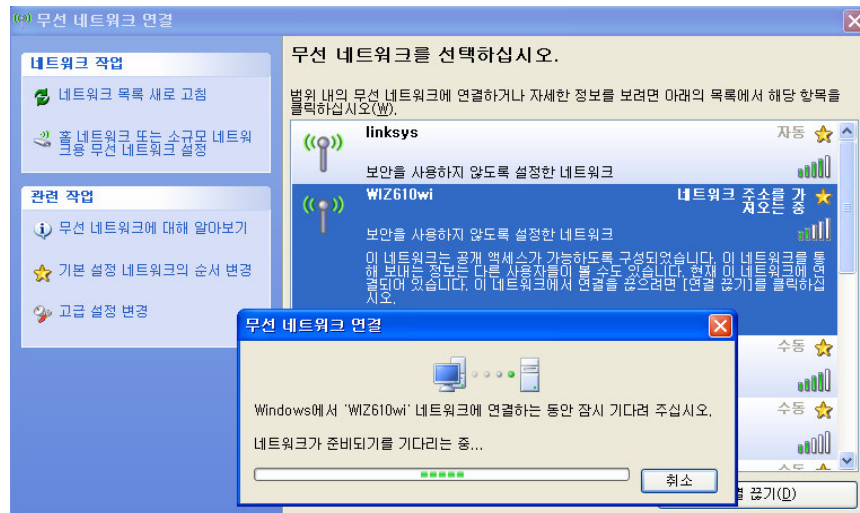 무선 네트워크 연결
네트워크 작업
네트워크 목록 새로 고침
홈 네트워크 또는 소규모 네트워
크용 무선 네트워크 설정
관련 작업
무선 네트워크에 대해 알아보기
기본 설정 네트워크의 순서 변경
고급 설정 변경
무선 네트워크를 선택하십시오.
범위 내의 무선 네트워크에 연결하거나 자세한 정보를 보려면 아래의 목록에서 해당 항목을
클릭하십시오(W).
linksys
자동
보안을 사용하지 않도록 설정한 네트워크
WIZ610wi
네트워크 주소를 가
져오는 중
보안을 사용하지 않도록 설정한 네트워크
이 네트워크는 공개 액세스가 가능하도록 구성되었습니다. 이 네트워크를 통
해 보내는 정보는 다른 사용자들이 볼 수도 있습니다. 현재 이 네트워크에 연
결되어 있습니다. 이 네트워크에서 연결을 끊으려면 [연결 끊기]를 클릭하십
시오.
수동
수동
무선 네트워크 연결
Windows에서 'WIZ610wi' 네트워크에 연결하는 동안 잠시 기다려 주십시오.
네트워크가 준비되기를 기다리는 중...
취소
끊기(D)